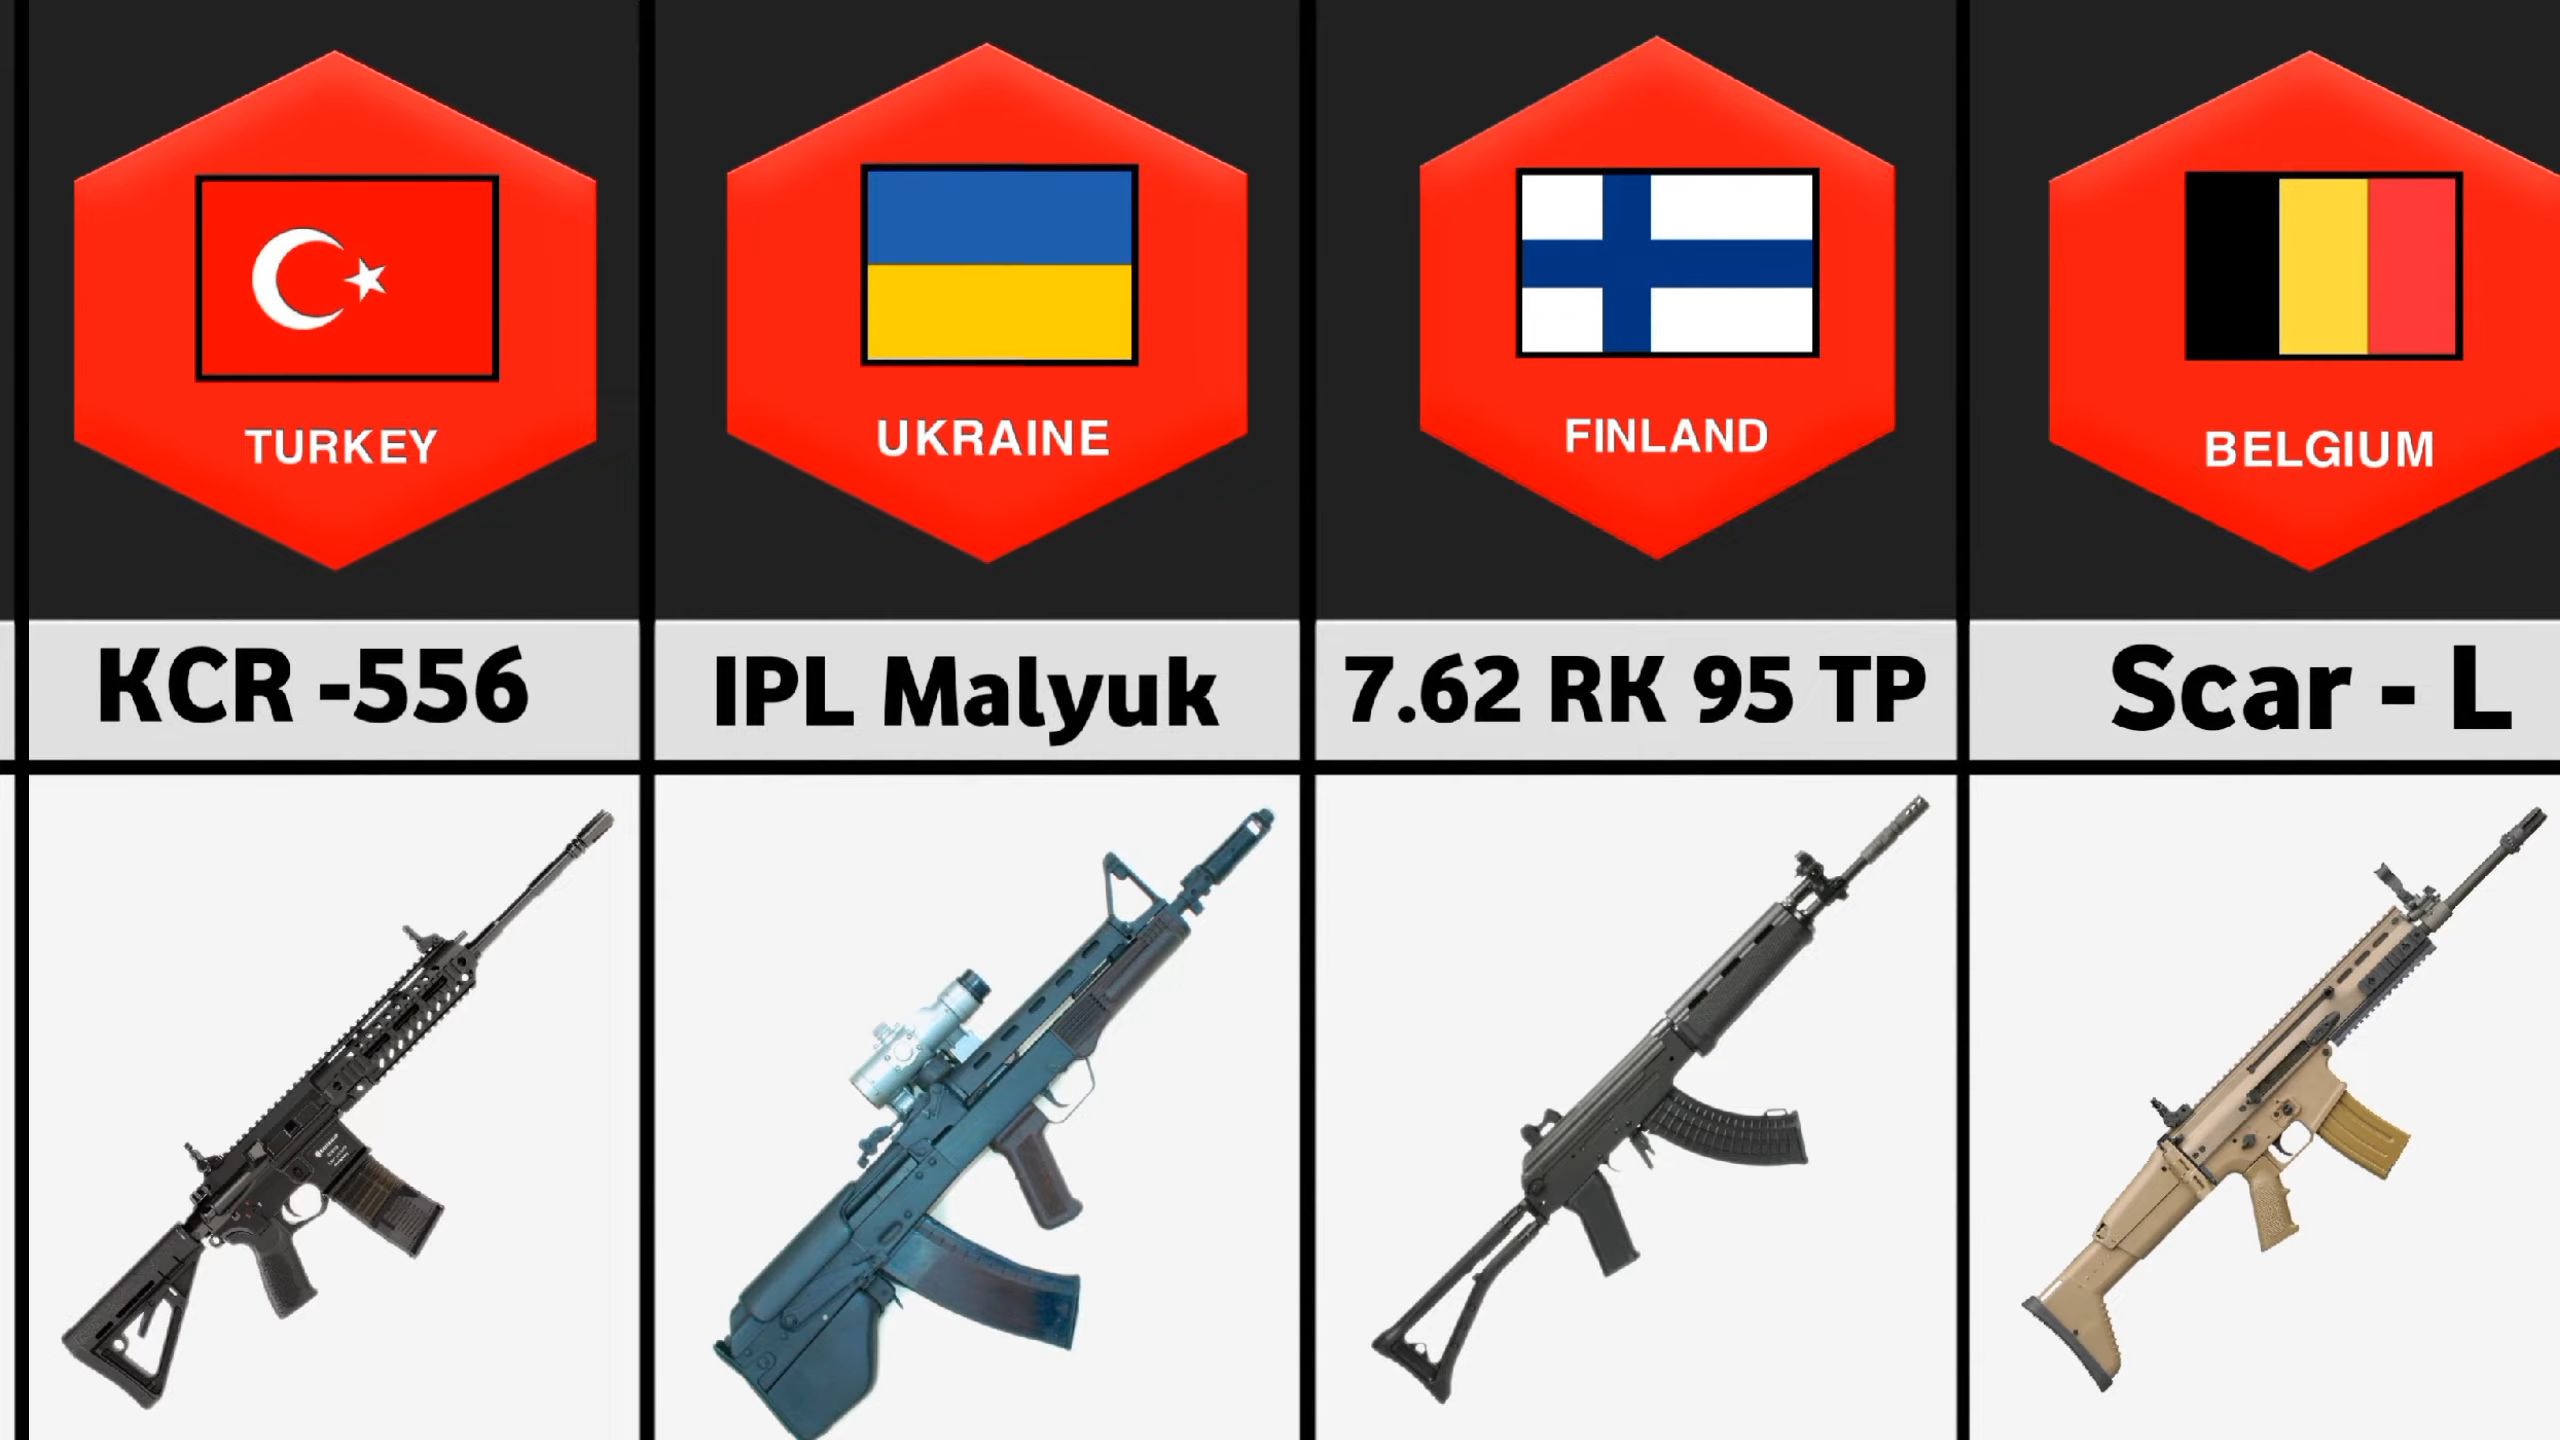 TURKEY
UKRAINE
FINLAND
BELGIUM
KCR -556
IPL Malyuk
7.62 RK 95 TP
Scar - L